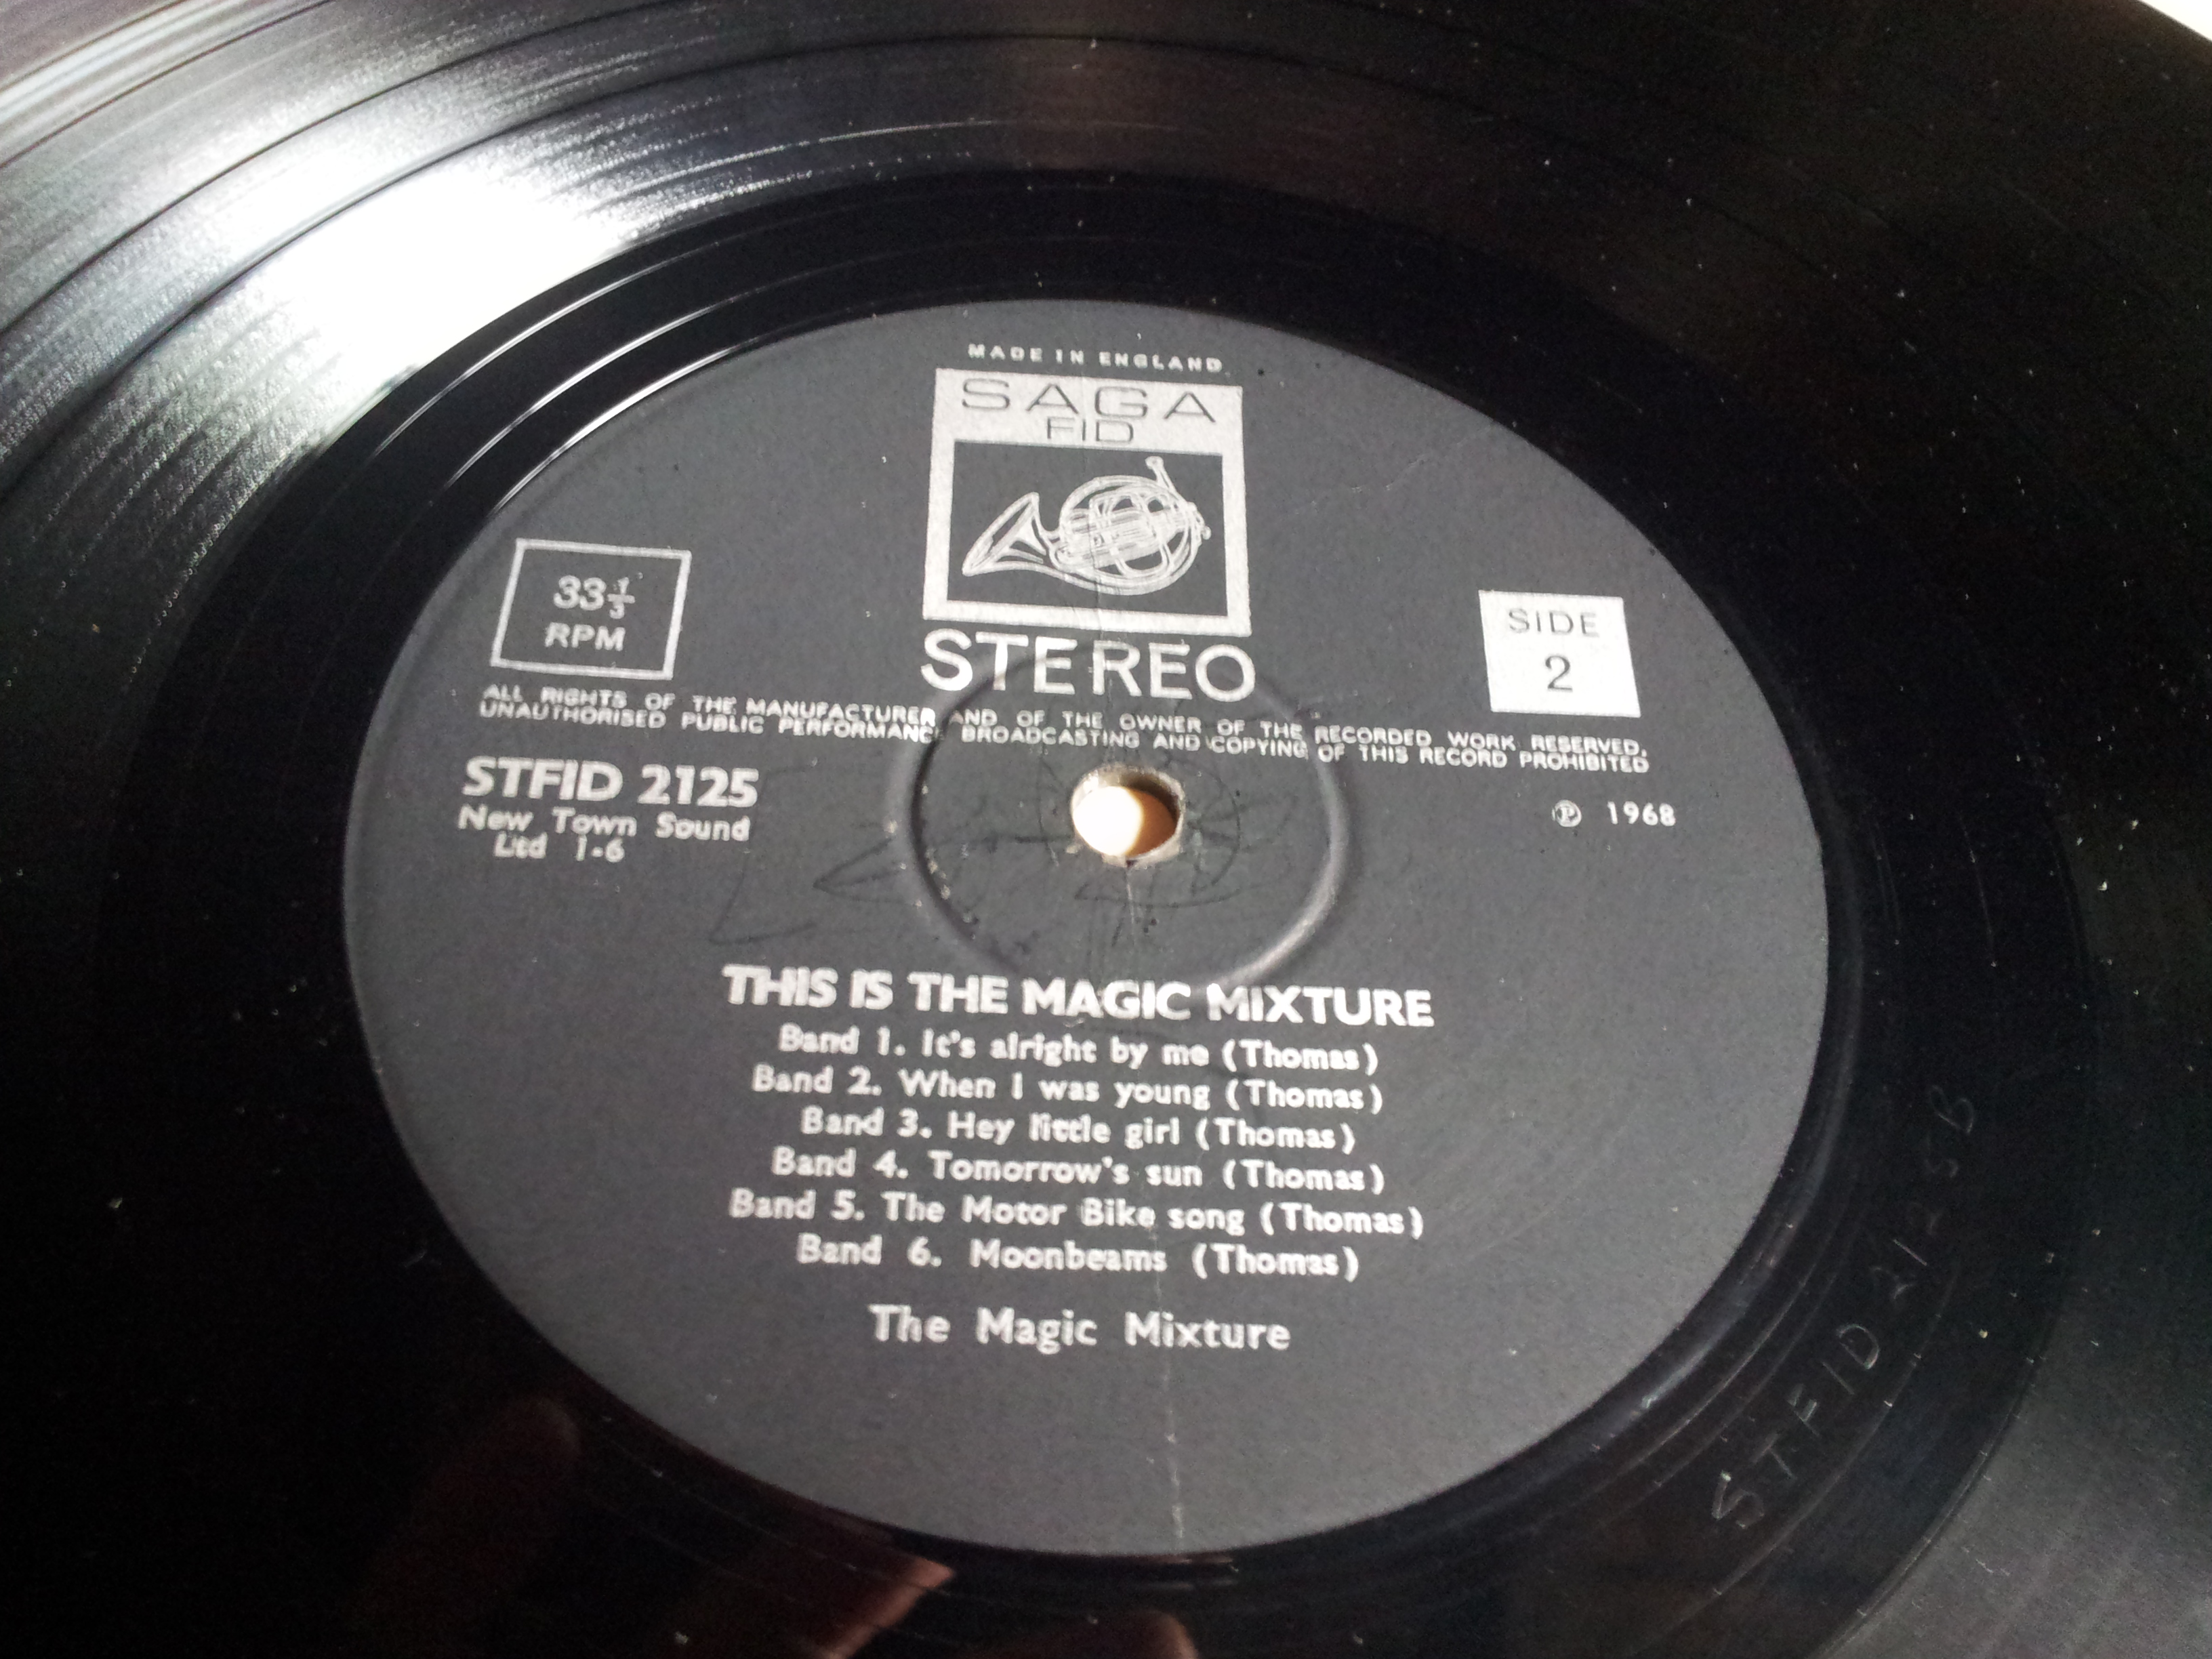 MADE IN ENGLAND
SAGA
FID
33 1/3
RPM
STEREO
SIDE
2
ALL RIGHTS OF THE MANUFACTURER AND OF THE OWNER OF THE RECORDED WORK RESERVED.
UNAUTHORISED PUBLIC PERFORMANCE BROADCASTING AND COPYING OF THIS RECORD PROHIBITED
STFID 2125
New Town Sound
Ltd 1-6
℗ 1968
THIS IS THE MAGIC MIXTURE
Band 1. It's alright by me (Thomas)
Band 2. When I was young (Thomas)
Band 3. Hey little girl (Thomas)
Band 4. Tomorrow's sun (Thomas)
Band 5. The Motor Bike song (Thomas)
Band 6. Moonbeams (Thomas)
The Magic Mixture
STFID 2125B